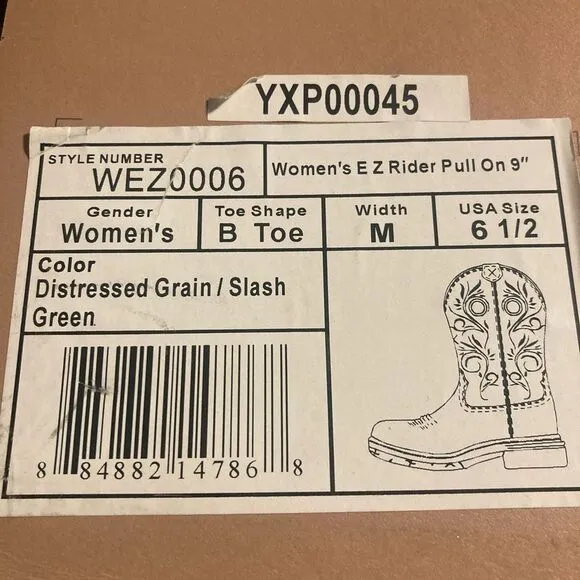 YXP00045
STYLE NUMBER
WEZ0006
Women's E Z Rider Pull On 9"
Gender
Women's
Toe Shape
B Toe
Width
M
USA Size
6 1/2
Color
Distressed Grain / Slash
Green
8 84882 14786 8